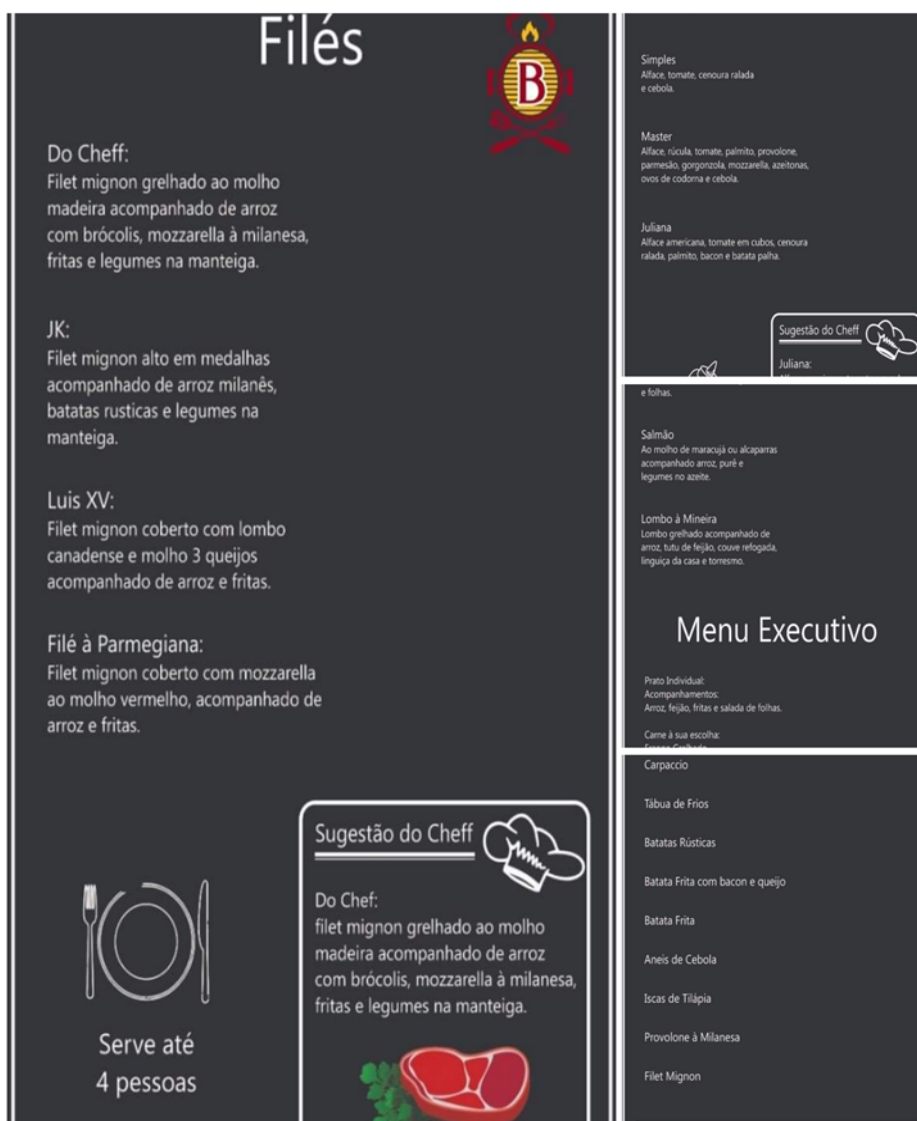 Filés
B
Do Cheff:
Filet mignon grelhado ao molho
madeira acompanhado de arroz
com brócolis, mozzarella à milanesa,
fritas e legumes na manteiga.
JK:
Filet mignon alto em medalhas
acompanhado de arroz milanês,
batatas rusticas e legumes na
manteiga.
Luis XV:
Filet mignon coberto com lombo
canadense e molho 3 queijos
acompanhado de arroz e fritas.
Filé à Parmegiana:
Filet mignon coberto com mozzarella
ao molho vermelho, acompanhado de
arroz e fritas.
Serve até
4 pessoas
Sugestão do Cheff
Do Chef:
filet mignon grelhado ao molho
madeira acompanhado de arroz
com brócolis, mozzarella à milanesa,
fritas e legumes na manteiga.
Simples
Alface, tomate, cenoura ralada
e cebola.
Master
Alface, rúcula, tomate, palmito, provolone,
parmesão, gorgonzola, mozzarella, azeitonas,
ovos de codorna e cebola.
Juliana
Alface americana, tomate em cubos, cenoura
ralada, palmito, bacon e batata palha.
Sugestão do Cheff
Juliana:
e folhas.
Salmão
Ao molho de maracujá ou alcaparras
acompanhado arroz, purê e
legumes no azeite.
Lombo à Mineira
Lombo grelhado acompanhado de
arroz, tutu de feijão, couve refogada,
linguiça da casa e torresmo.
Menu Executivo
Prato Individual:
Acompanhamentos:
Arroz, feijão, fritas e salada de folhas.
Carne à sua escolha:
Carpaccio
Tábua de Frios
Batatas Rústicas
Batata Frita com bacon e queijo
Batata Frita
Aneis de Cebola
Iscas de Tilápia
Provolone à Milanesa
Filet Mignon